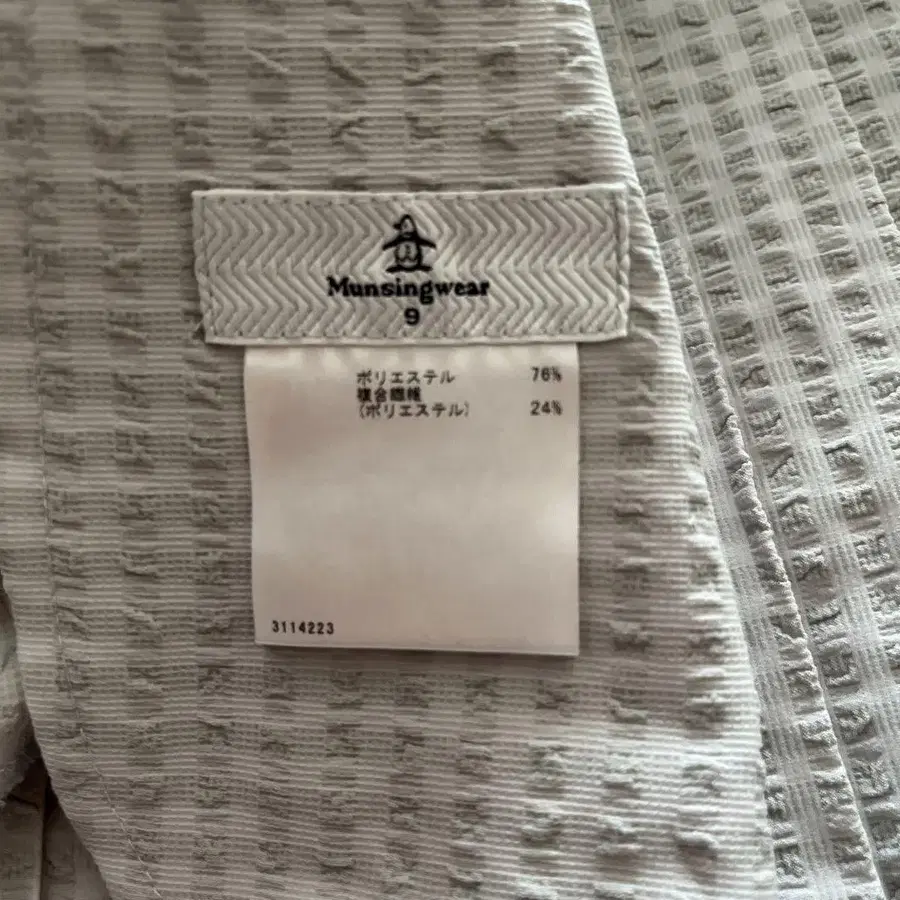 Munsingwear
9
ポリエステル 76%
複合繊維
(ポリエステル) 24%
3114223